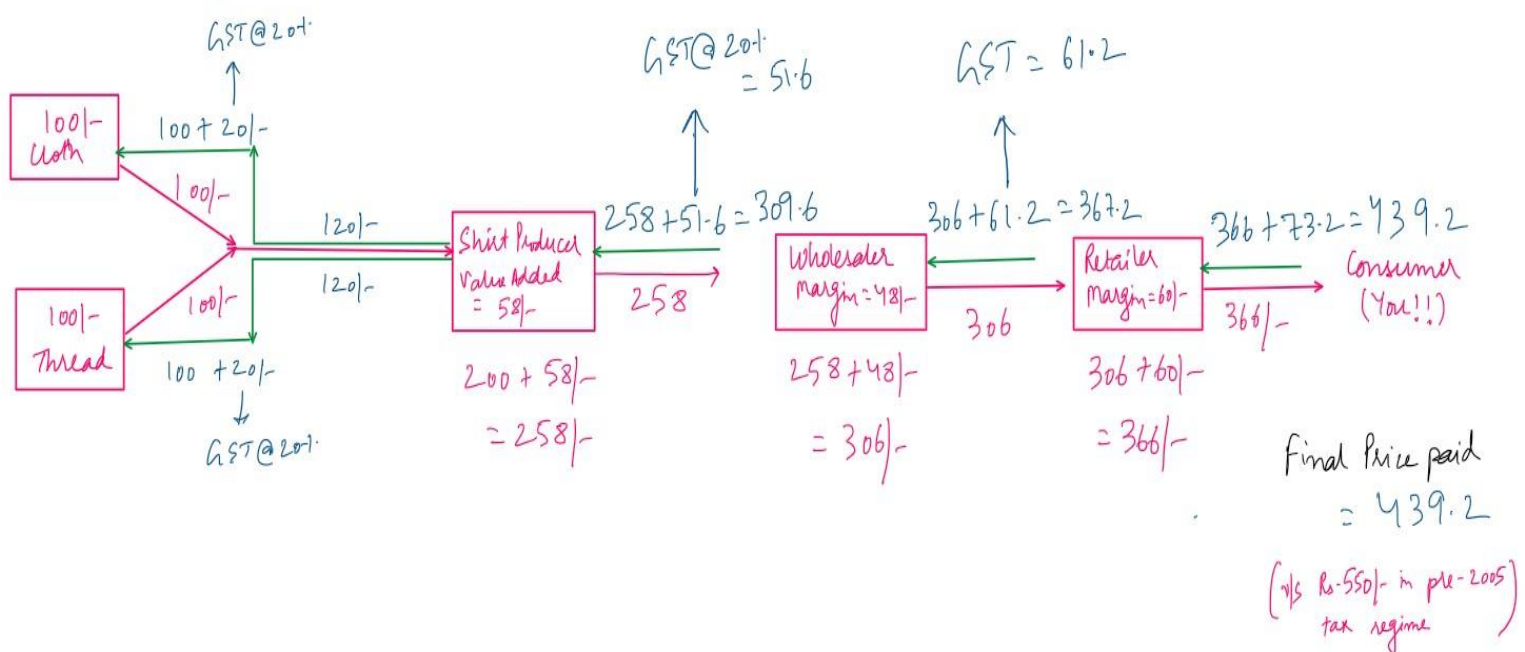 GST@20%
100/-
Cloth
100+20/-
100/-
120/-
120/-
100/-
100/-
Thread
100 +20/-
GST@20%
Shirt Producer
Value Added
= 58/-
200 + 58/-
= 258/-
GST@20%
= 51.6
258+51.6=309.6
258
Wholesaler
Margin=48/-
258+48/-
= 306/-
GST = 61.2
306+61.2=367.2
306
Retailer
Margin=60/-
306+60/-
= 366/-
366+73.2=439.2
366/-
Consumer
(You!!)
Final Price paid
= 439.2
(v/s Rs-550/- in pre-2005
tax regime)